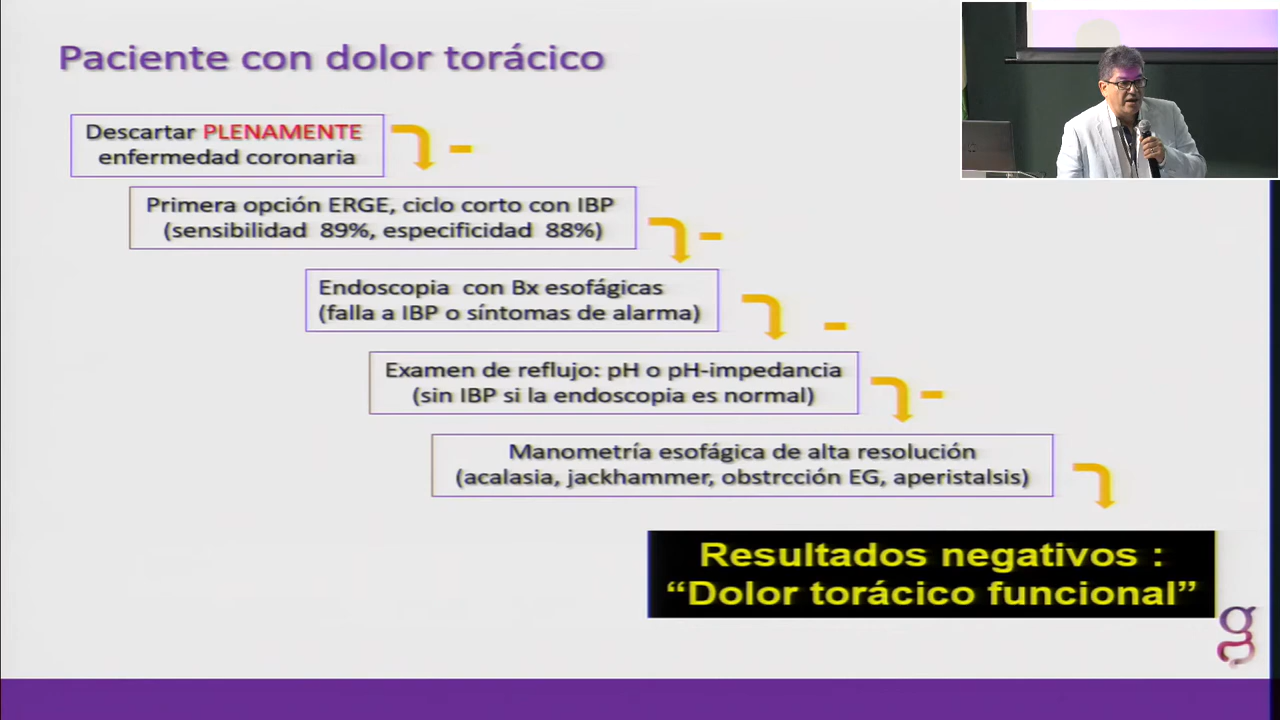 Paciente con dolor torácico
Descartar PLENAMENTE
enfermedad coronaria
-
Primera opción ERGE, ciclo corto con IBP
(sensibilidad 89%, especificidad 88%)
-
Endoscopia con Bx esofágicas
(falla a IBP o síntomas de alarma)
-
Examen de reflujo: pH o pH-impedancia
(sin IBP si la endoscopia es normal)
-
Manometría esofágica de alta resolución
(acalasia, jackhammer, obstrcción EG, aperistalsis)
Resultados negativos :
“Dolor torácico funcional”
g